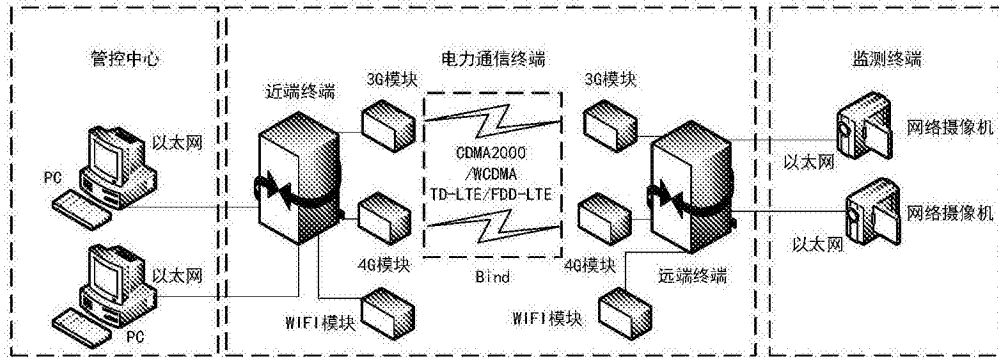 管控中心
以太网
PC
以太网
PC
电力通信终端
近端终端
3G模块
4G模块
WIFI模块
CDMA2000
/WCDMA
TD-LTE/FDD-LTE
Bind
3G模块
4G模块
WIFI模块
远端终端
监测终端
以太网
网络摄像机
以太网
网络摄像机